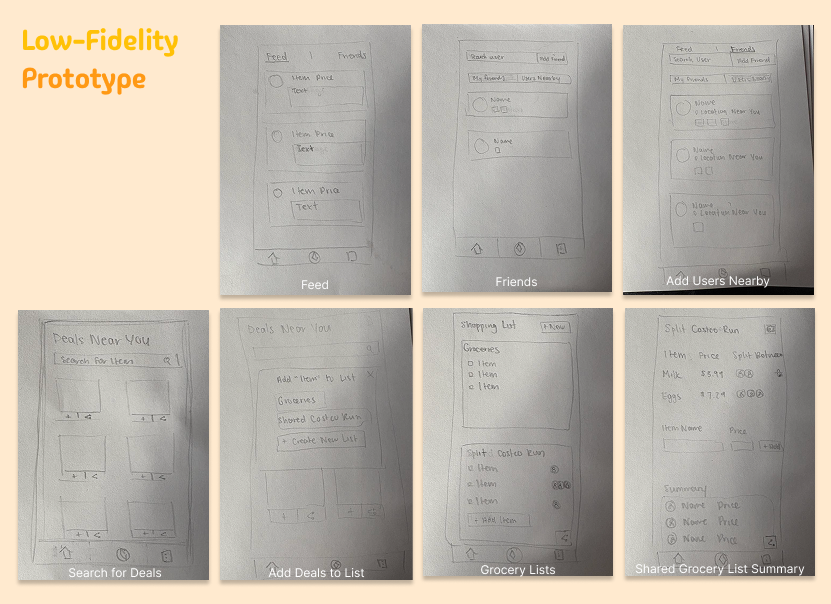 Low-Fidelity
Prototype
Feed | Friends
Item Price
Text
Item Price
Text
Item Price
Text
Feed
Search user
Add Friend
My Friends
Users Nearby
Name
Name
Friends
Feed | Friends
Search User
Add Friend
My Friends
Users Nearby
Name
Location Near You
Name
Location Near You
Name
Location Near You
Add Users Nearby
Deals Near You
Search For Item
Search for Deals
Deals Near You
Add "Item" to List
Groceries
Shared Costco Run
+ Create New List
Add Deals to List
Shopping List
+ New
Groceries
Item
Item
Item
Split Costco Run
Item
Item
Item
+ Add Item
Grocery Lists
Split Costco Run
Item Price Split Between
Milk $3.99
Eggs $7.29
Item Name Price
+ Add
Summary
Name Price
Name Price
Name Price
Shared Grocery List Summary